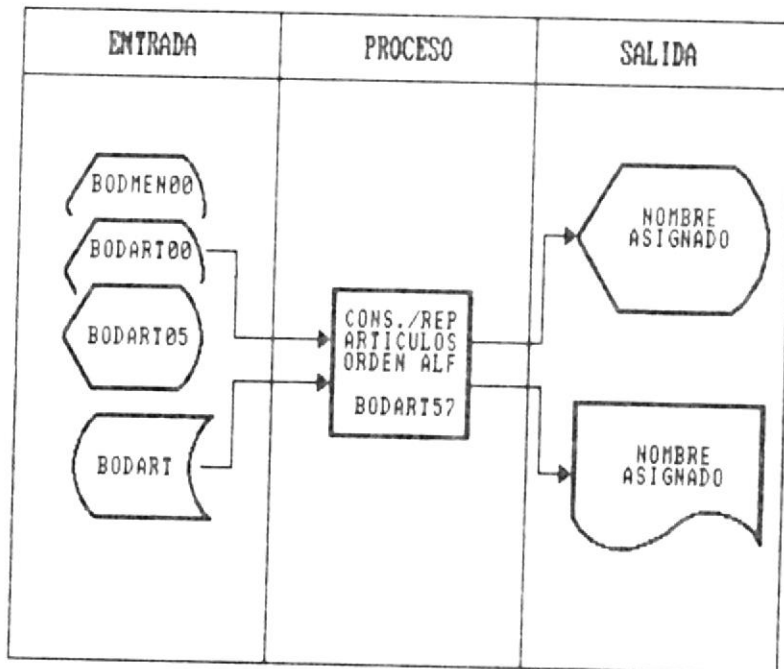 ENTRADA
PROCESO
SALIDA
BODMEN00
BODART00
BODART05
BODART
CONS./REP
ARTICULOS
ORDEN ALF
BODART57
NOMBRE
ASIGNADO
NOMBRE
ASIGNADO